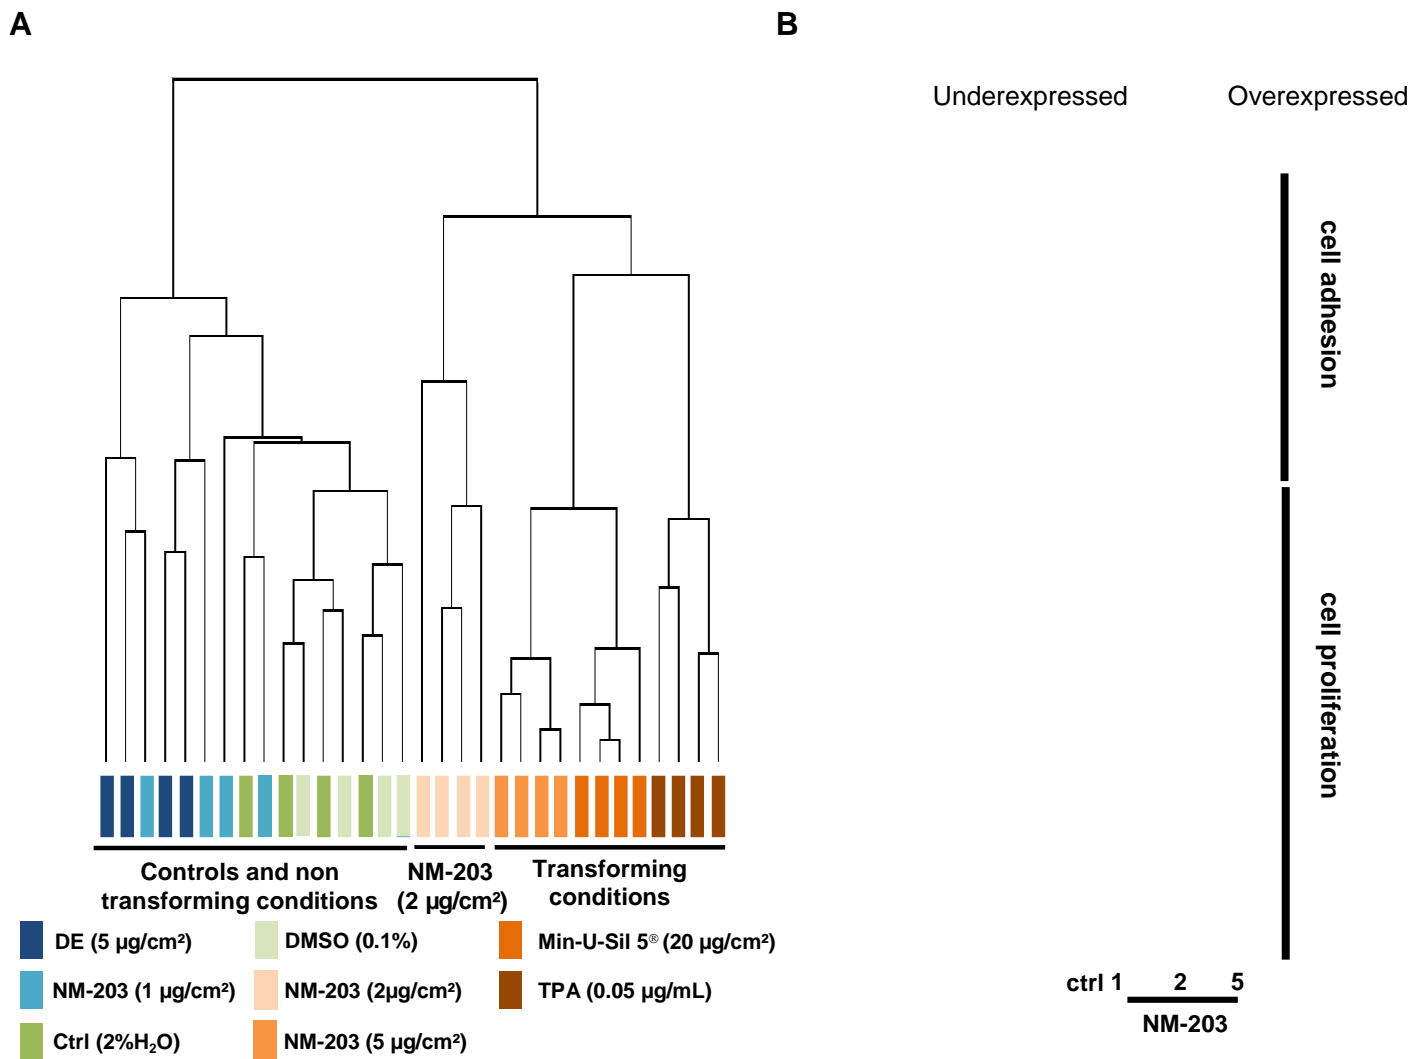 A
B
Underexpressed
Overexpressed
cell adhesion
cell proliferation
Controls and non
transforming conditions
NM-203
(2 µg/cm²)
Transforming
conditions
DE (5 µg/cm²)
DMSO (0.1%)
Min-U-Sil 5® (20 µg/cm²)
NM-203 (1 µg/cm²)
NM-203 (2µg/cm²)
TPA (0.05 µg/mL)
Ctrl (2%H₂O)
NM-203 (5 µg/cm²)
ctrl 1 2 5
NM-203